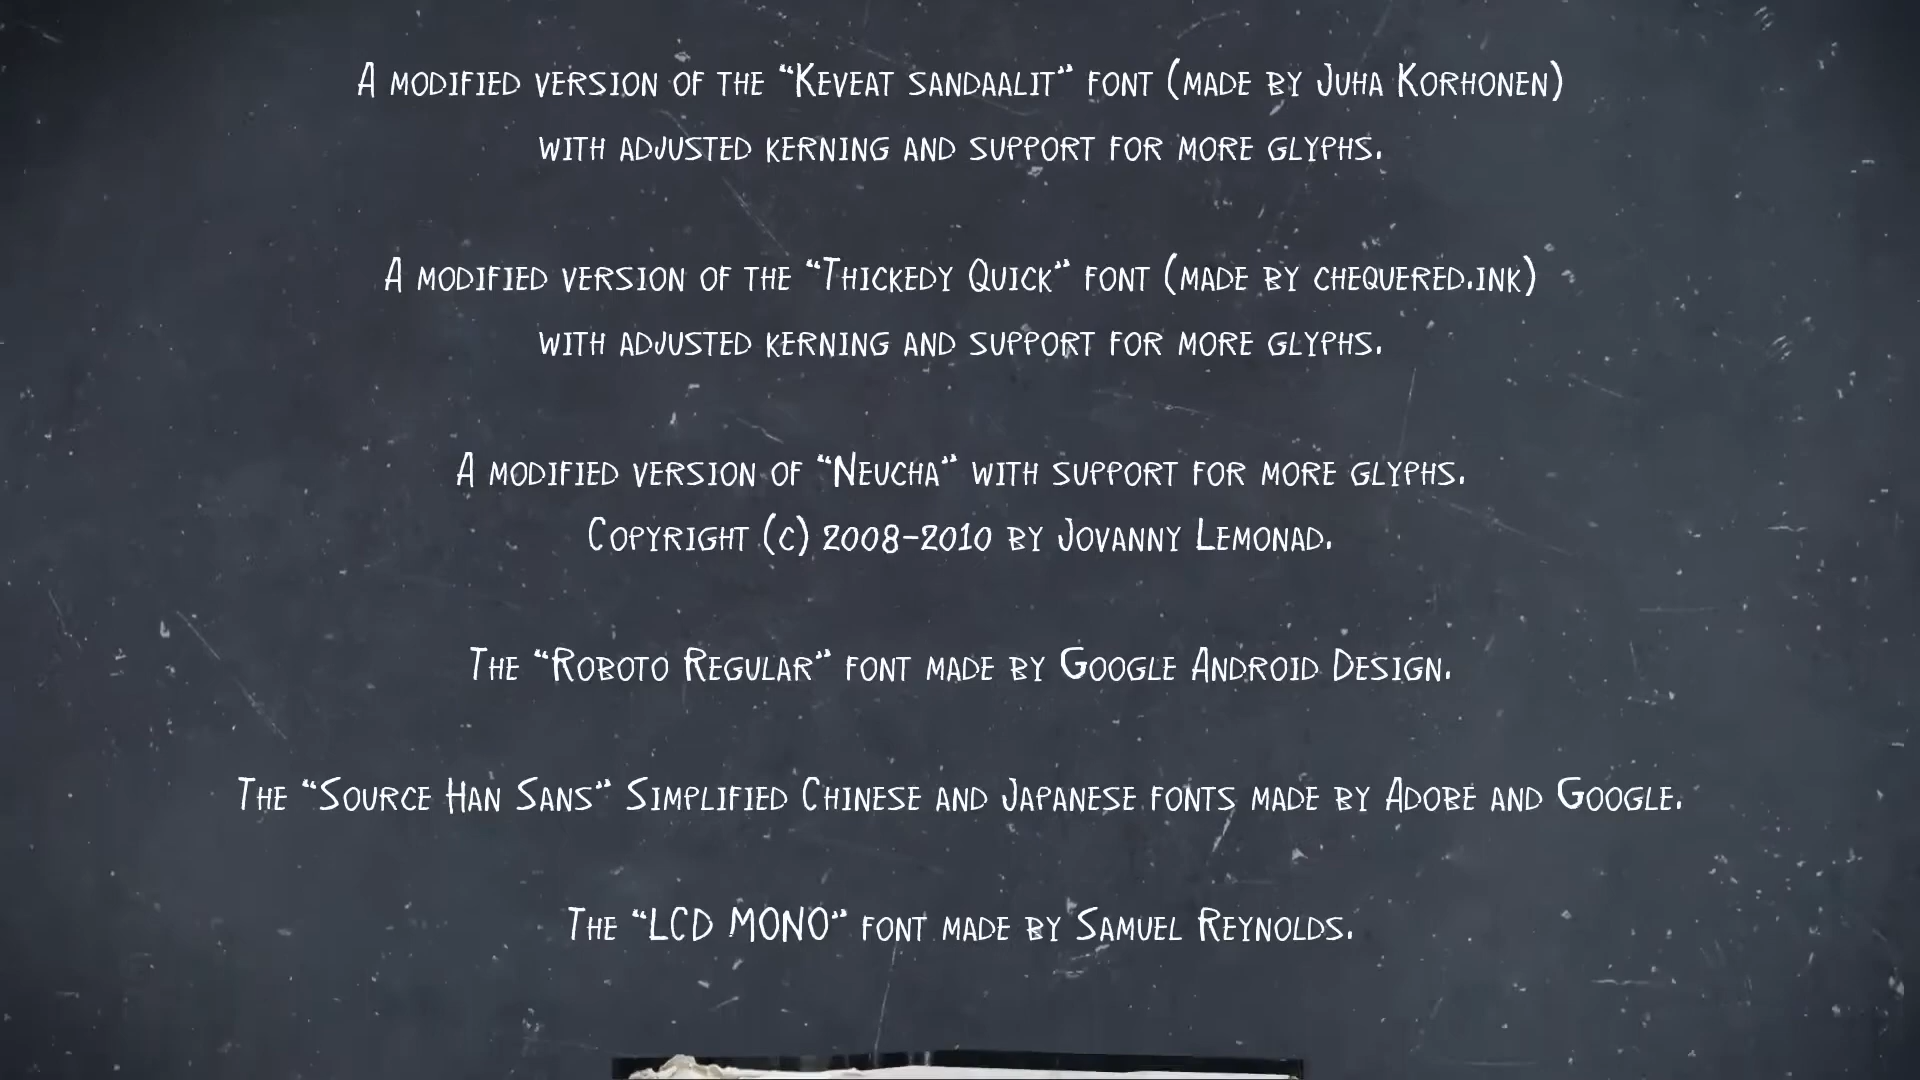 A modified version of the “Keveat sandaalit” font (made by Juha Korhonen)
with adjusted kerning and support for more glyphs.
A modified version of the “Thickedy Quick” font (made by chequered.ink)
with adjusted kerning and support for more glyphs.
A modified version of “Neucha” with support for more glyphs.
Copyright (c) 2008-2010 by Jovanny Lemonad.
The “Roboto Regular” font made by Google Android Design.
The “Source Han Sans” Simplified Chinese and Japanese fonts made by Adobe and Google.
The “LCD MONO” font made by Samuel Reynolds.